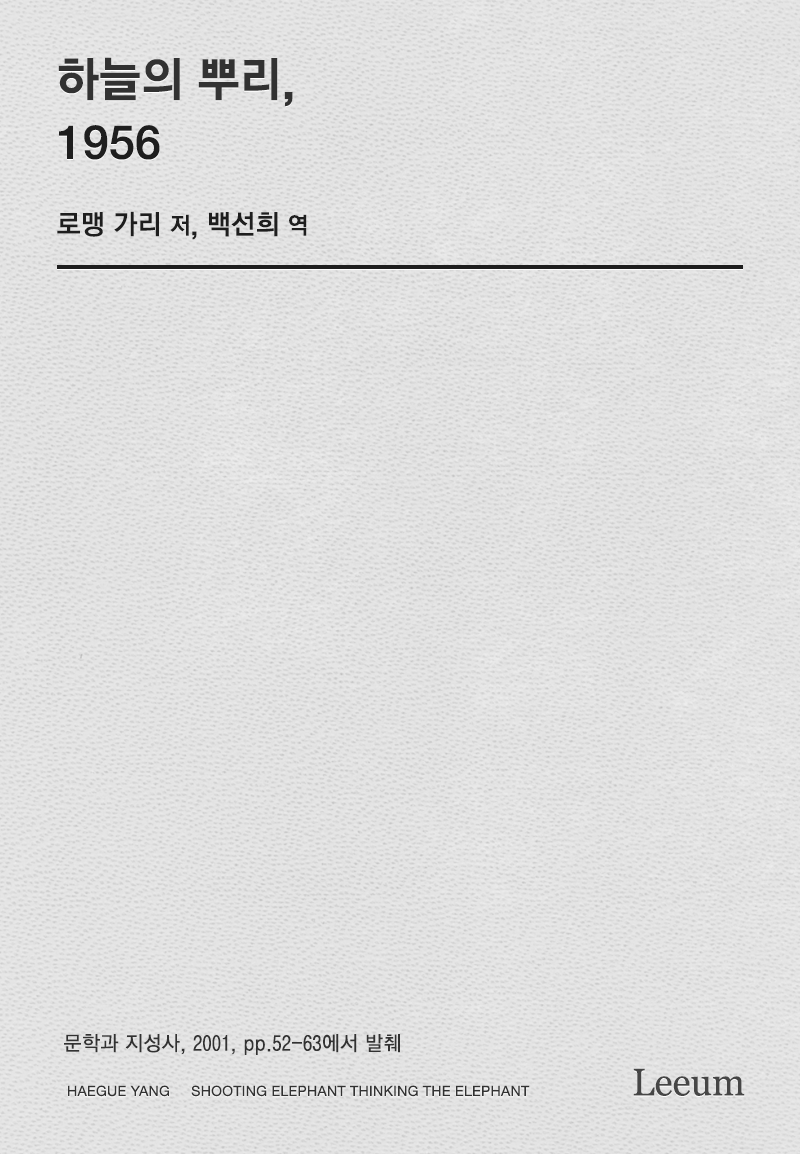 하늘의 뿌리,
1956
로맹 가리 저, 백선희 역
문학과 지성사, 2001, pp.52-63에서 발췌
HAEGUE YANG SHOOTING ELEPHANT THINKING THE ELEPHANT
Leeum